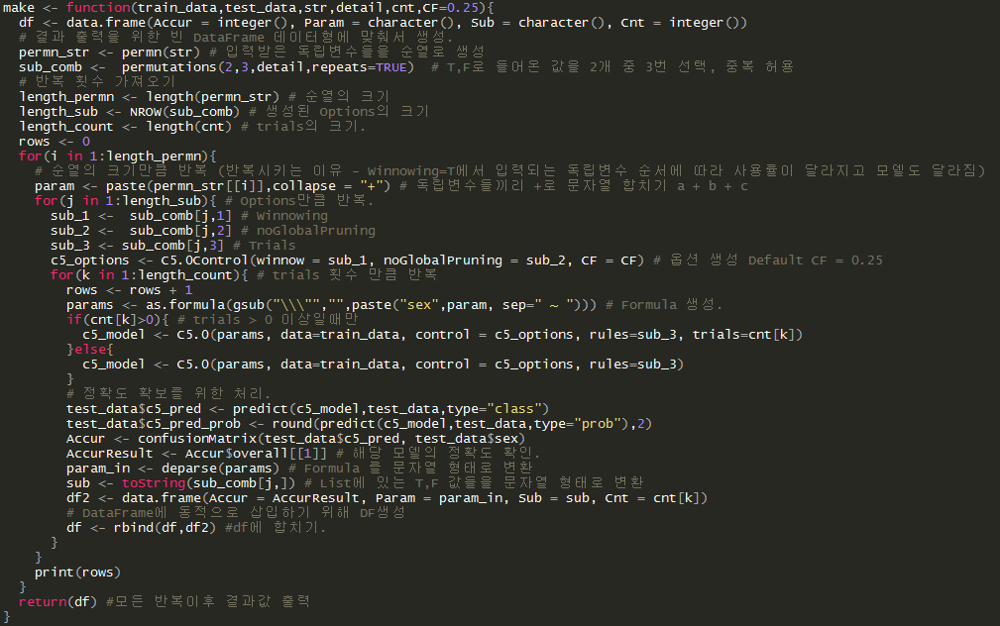 make <- function(train_data,test_data,str,detail,cnt,CF=0.25){
  df <- data.frame(Accur = integer(), Param = character(), Sub = character(), Cnt = integer())
  # 결과 출력을 위한 빈 DataFrame 데이터형에 맞춰서 생성.
  permn_str <- permn(str) # 입력받은 독립변수들을 순열로 생성
  sub_comb <-  permutations(2,3,detail,repeats=TRUE)  # T,F로 들어온 값을 2개 중 3번 선택, 중복 허용
  # 반복 횟수 가져오기
  length_permn <- length(permn_str) # 순열의 크기
  length_sub <- NROW(sub_comb) # 생성된 Options의 크기
  length_count <- length(cnt) # trials의 크기.
  rows <- 0
  for(i in 1:length_permn){
    # 순열의 크기만큼 반복 (반복시키는 이유 - Winnowing=T에서 입력되는 독립변수 순서에 따라 사용률이 달라지고 모델도 달라짐)
    param <- paste(permn_str[[i]],collapse = "+") # 독립변수들끼리 +로 문자열 합치기 a + b + c
    for(j in 1:length_sub){ # Options만큼 반복.
      sub_1 <-  sub_comb[j,1] # Winnowing
      sub_2 <-  sub_comb[j,2] # noGlobalPruning
      sub_3 <- sub_comb[j,3] # Trials
      c5_options <- C5.0Control(winnow = sub_1, noGlobalPruning = sub_2, CF = CF) # 옵션 생성 Default CF = 0.25
      for(k in 1:length_count){ # trials 횟수 만큼 반복
        rows <- rows + 1
        params <- as.formula(gsub("\\\"","",paste("sex",param, sep=" ~ "))) # Formula 생성.
        if(cnt[k]>0){ # trials > 0 이상일때만
          c5_model <- C5.0(params, data=train_data, control = c5_options, rules=sub_3, trials=cnt[k])
        }else{
          c5_model <- C5.0(params, data=train_data, control = c5_options, rules=sub_3)
        }
        # 정확도 확보를 위한 처리.
        test_data$c5_pred <- predict(c5_model,test_data,type="class")
        test_data$c5_pred_prob <- round(predict(c5_model,test_data,type="prob"),2)
        Accur <- confusionMatrix(test_data$c5_pred, test_data$sex)
        AccurResult <- Accur$overall[[1]] # 해당 모델의 정확도 확인.
        param_in <- deparse(params) # Formula 를 문자열 형태로 변환
        sub <- toString(sub_comb[j,]) # List에 있는 T,F 값들을 문자열 형태로 변환
        df2 <- data.frame(Accur = AccurResult, Param = param_in, Sub = sub, Cnt = cnt[k])
        # DataFrame에 동적으로 삽입하기 위해 DF생성
        df <- rbind(df,df2) #df에 합치기.
      }
    }
    print(rows)
  }
  return(df) #모든 반복이후 결과값 출력
}